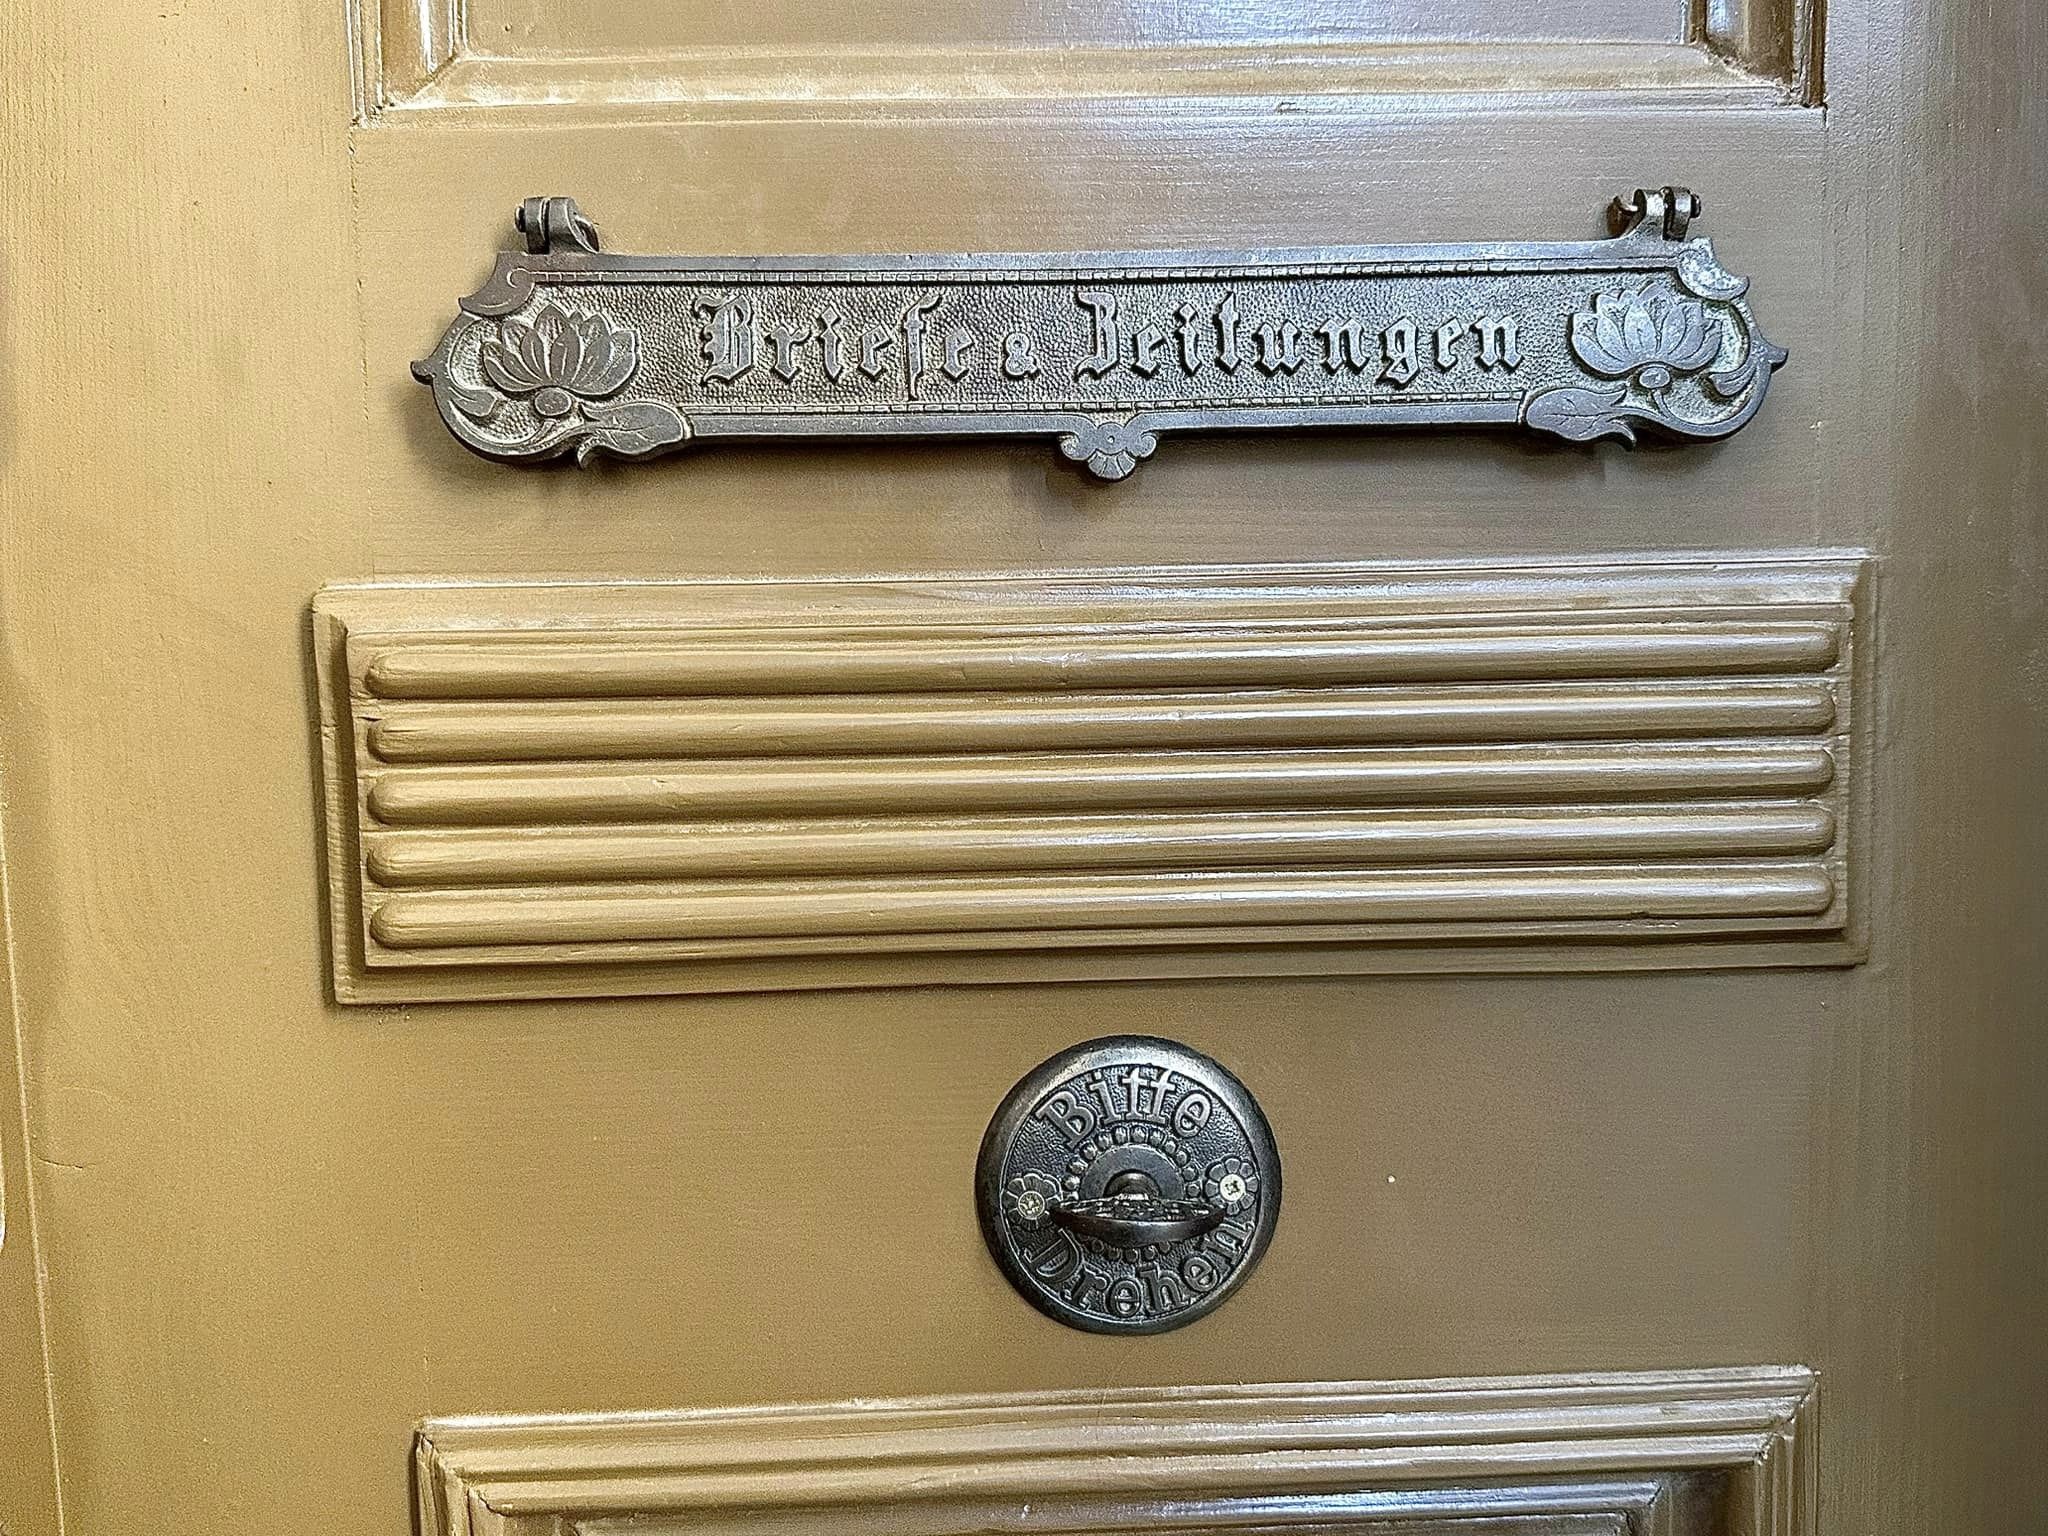 Briefe & Zeitungen
Bitte
Drehen